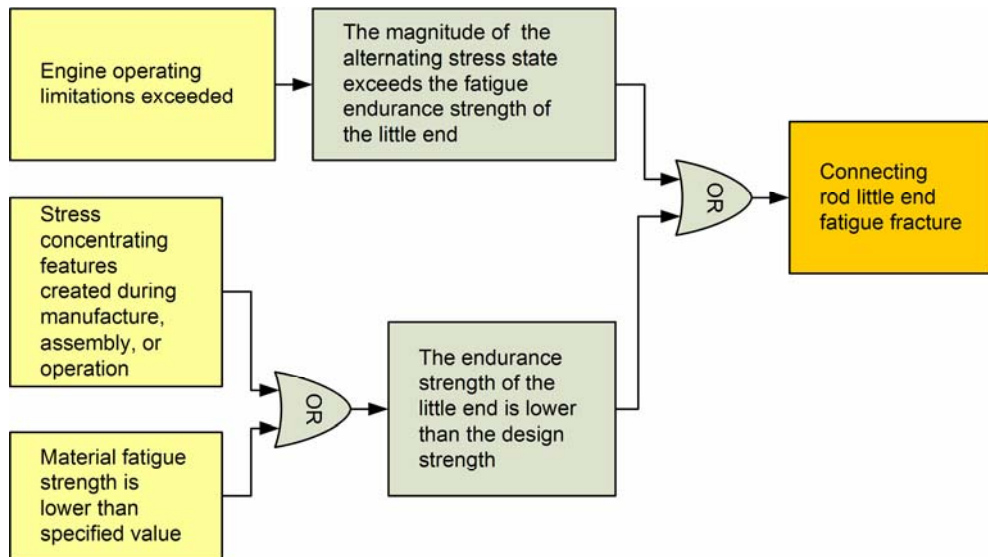 Engine operating
limitations exceeded
The magnitude of the
alternating stress state
exceeds the fatigue
endurance strength of
the little end
OR
Connecting
rod little end
fatigue fracture
Stress
concentrating
features
created during
manufacture,
assembly, or
operation
OR
The endurance
strength of the
little end is lower
than the design
strength
Material fatigue
strength is
lower than
specified value